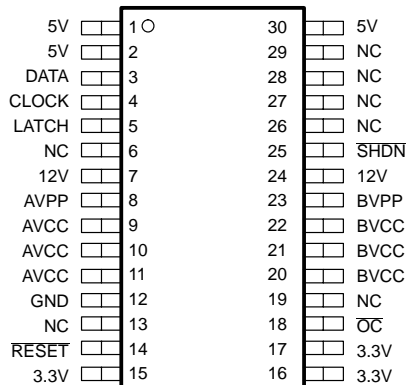 5V 1 30 5V
5V 2 29 NC
DATA 3 28 NC
CLOCK 4 27 NC
LATCH 5 26 NC
NC 6 25 SHDN
12V 7 24 12V
AVPP 8 23 BVPP
AVCC 9 22 BVCC
AVCC 10 21 BVCC
AVCC 11 20 BVCC
GND 12 19 NC
NC 13 18 OC
RESET 14 17 3.3V
3.3V 15 16 3.3V